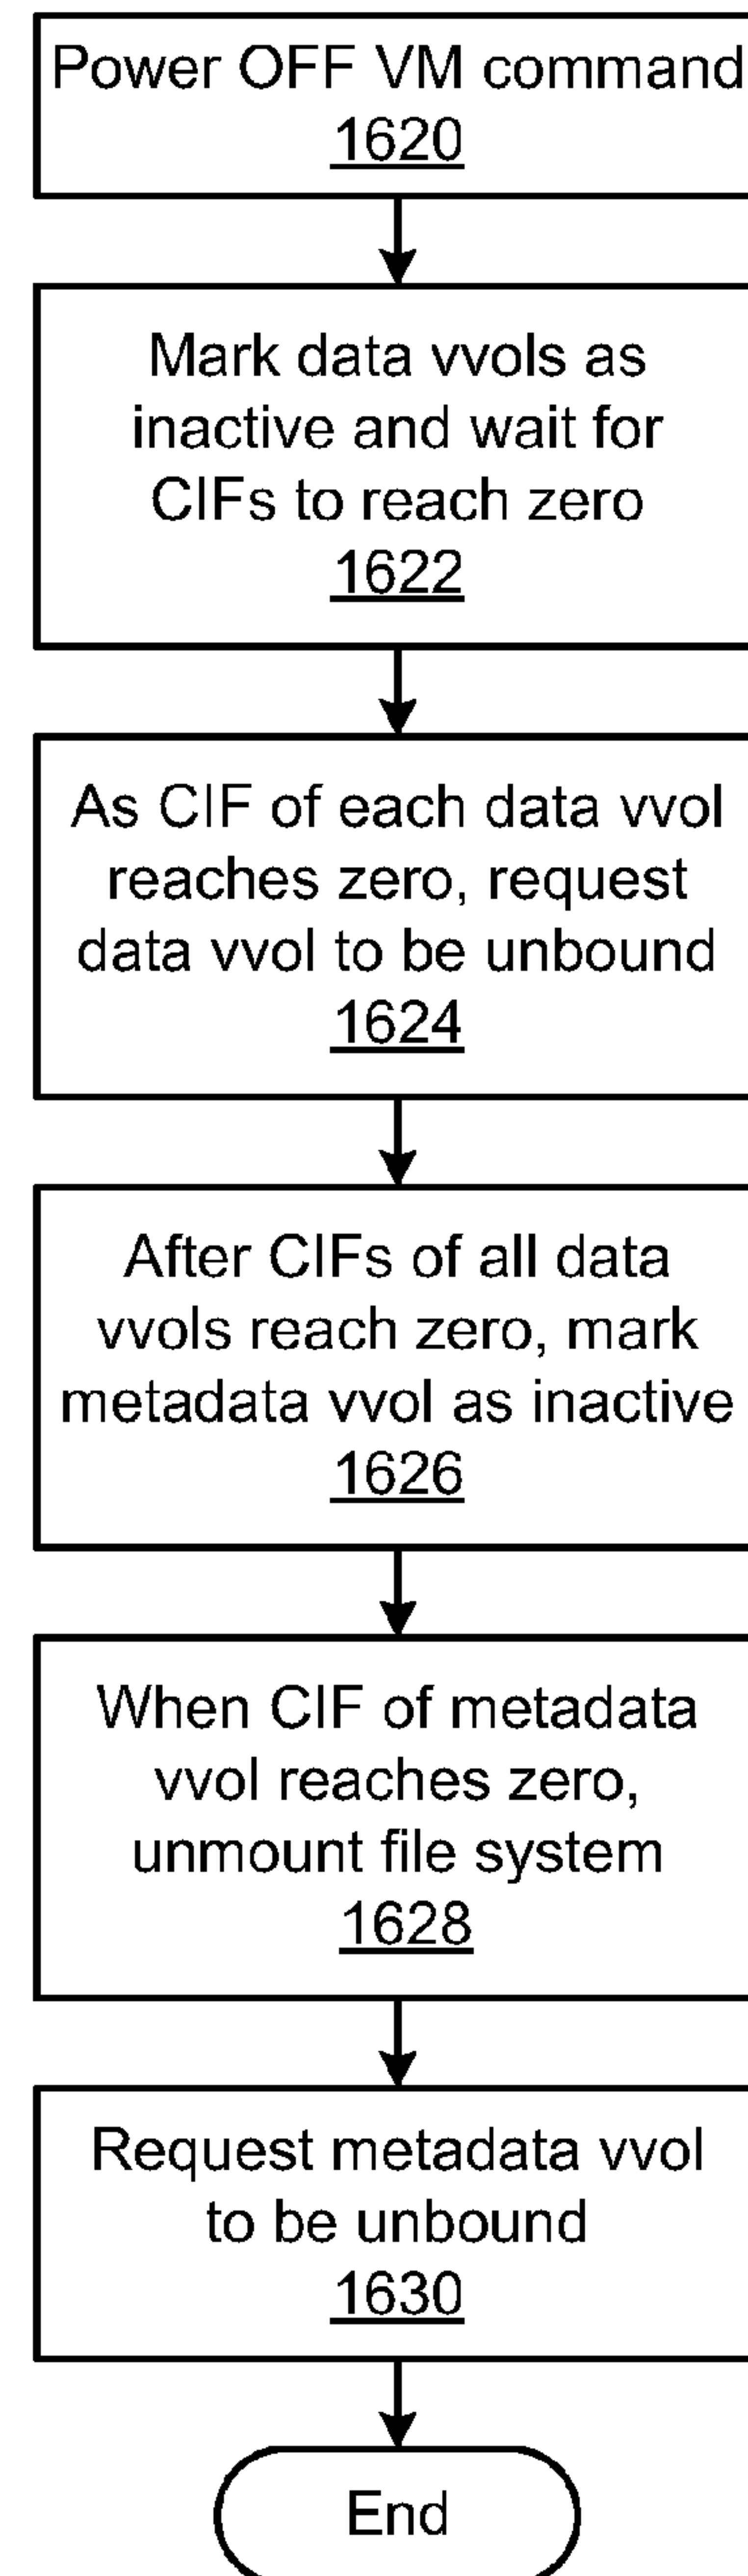 Power OFF VM command
1620
Mark data vvols as
inactive and wait for
CIFs to reach zero
1622
As CIF of each data vvol
reaches zero, request
data vvol to be unbound
1624
After CIFs of all data
vvols reach zero, mark
metadata vvol as inactive
1626
When CIF of metadata
vvol reaches zero,
unmount file system
1628
Request metadata vvol
to be unbound
1630
End